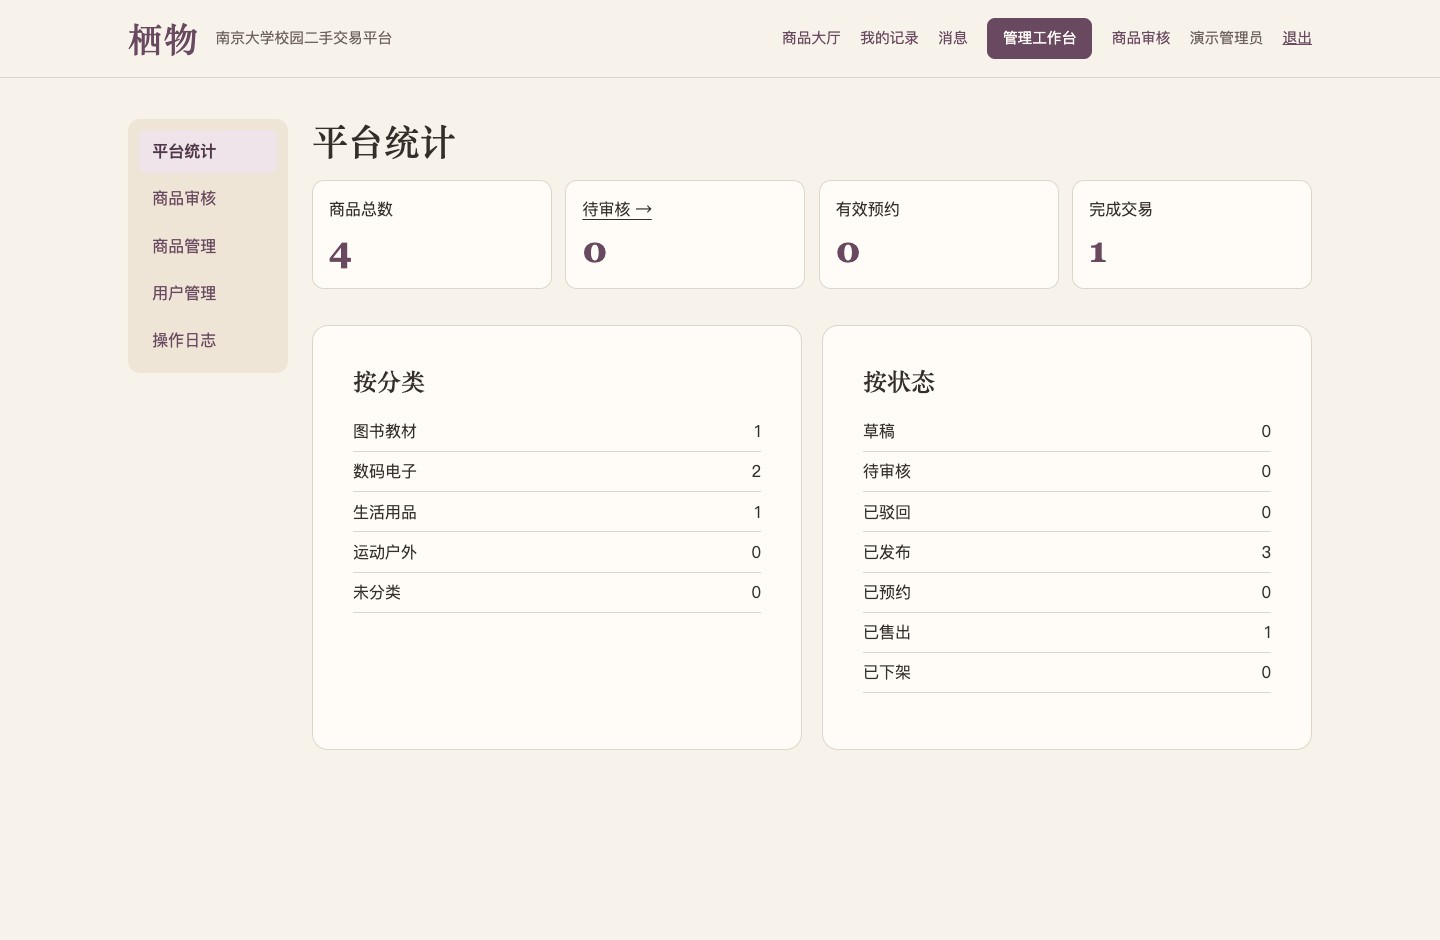 栖物 南京大学校园二手交易平台 商品大厅 我的记录 消息 管理工作台 商品审核 演示管理员 退出
平台统计
商品审核
商品管理
用户管理
操作日志
平台统计
商品总数
4
待审核 →
0
有效预约
0
完成交易
1
按分类
图书教材 1
数码电子 2
生活用品 1
运动户外 0
未分类 0
按状态
草稿 0
待审核 0
已驳回 0
已发布 3
已预约 0
已售出 1
已下架 0